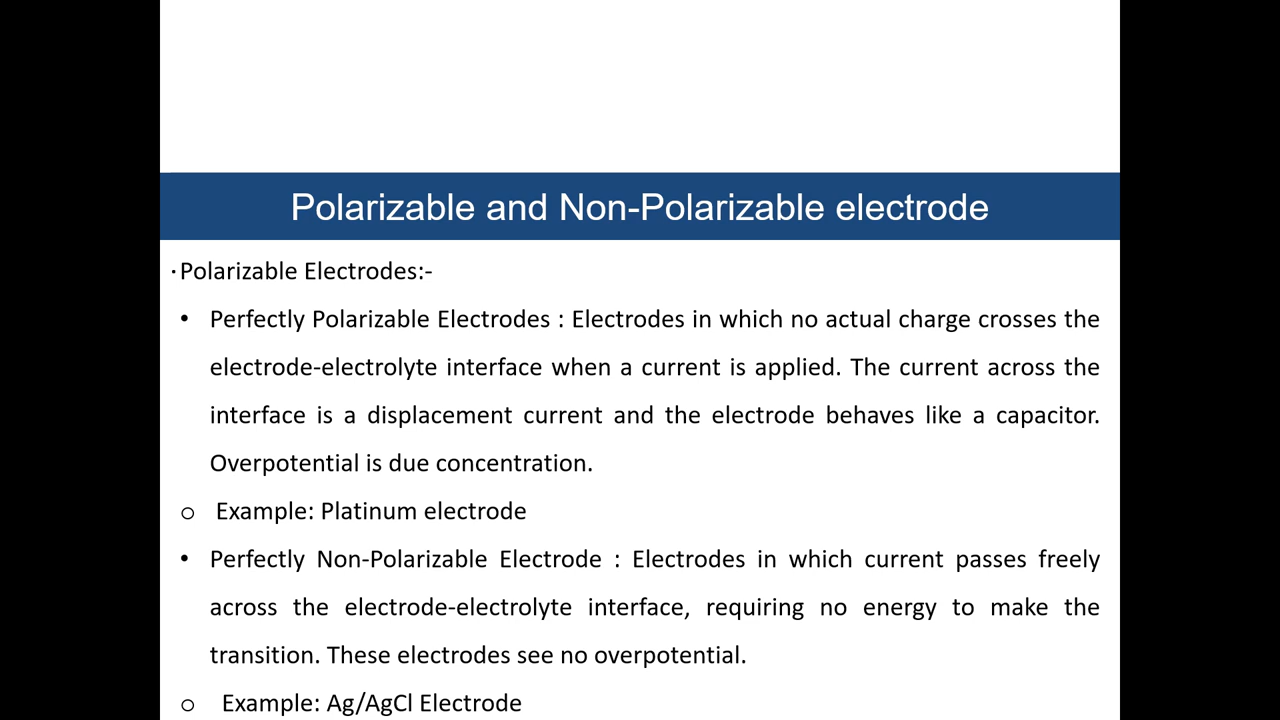 Polarizable and Non-Polarizable electrode
·Polarizable Electrodes:-
• Perfectly Polarizable Electrodes : Electrodes in which no actual charge crosses the
electrode-electrolyte interface when a current is applied. The current across the
interface is a displacement current and the electrode behaves like a capacitor.
Overpotential is due concentration.
o Example: Platinum electrode
• Perfectly Non-Polarizable Electrode : Electrodes in which current passes freely
across the electrode-electrolyte interface, requiring no energy to make the
transition. These electrodes see no overpotential.
o Example: Ag/AgCl Electrode